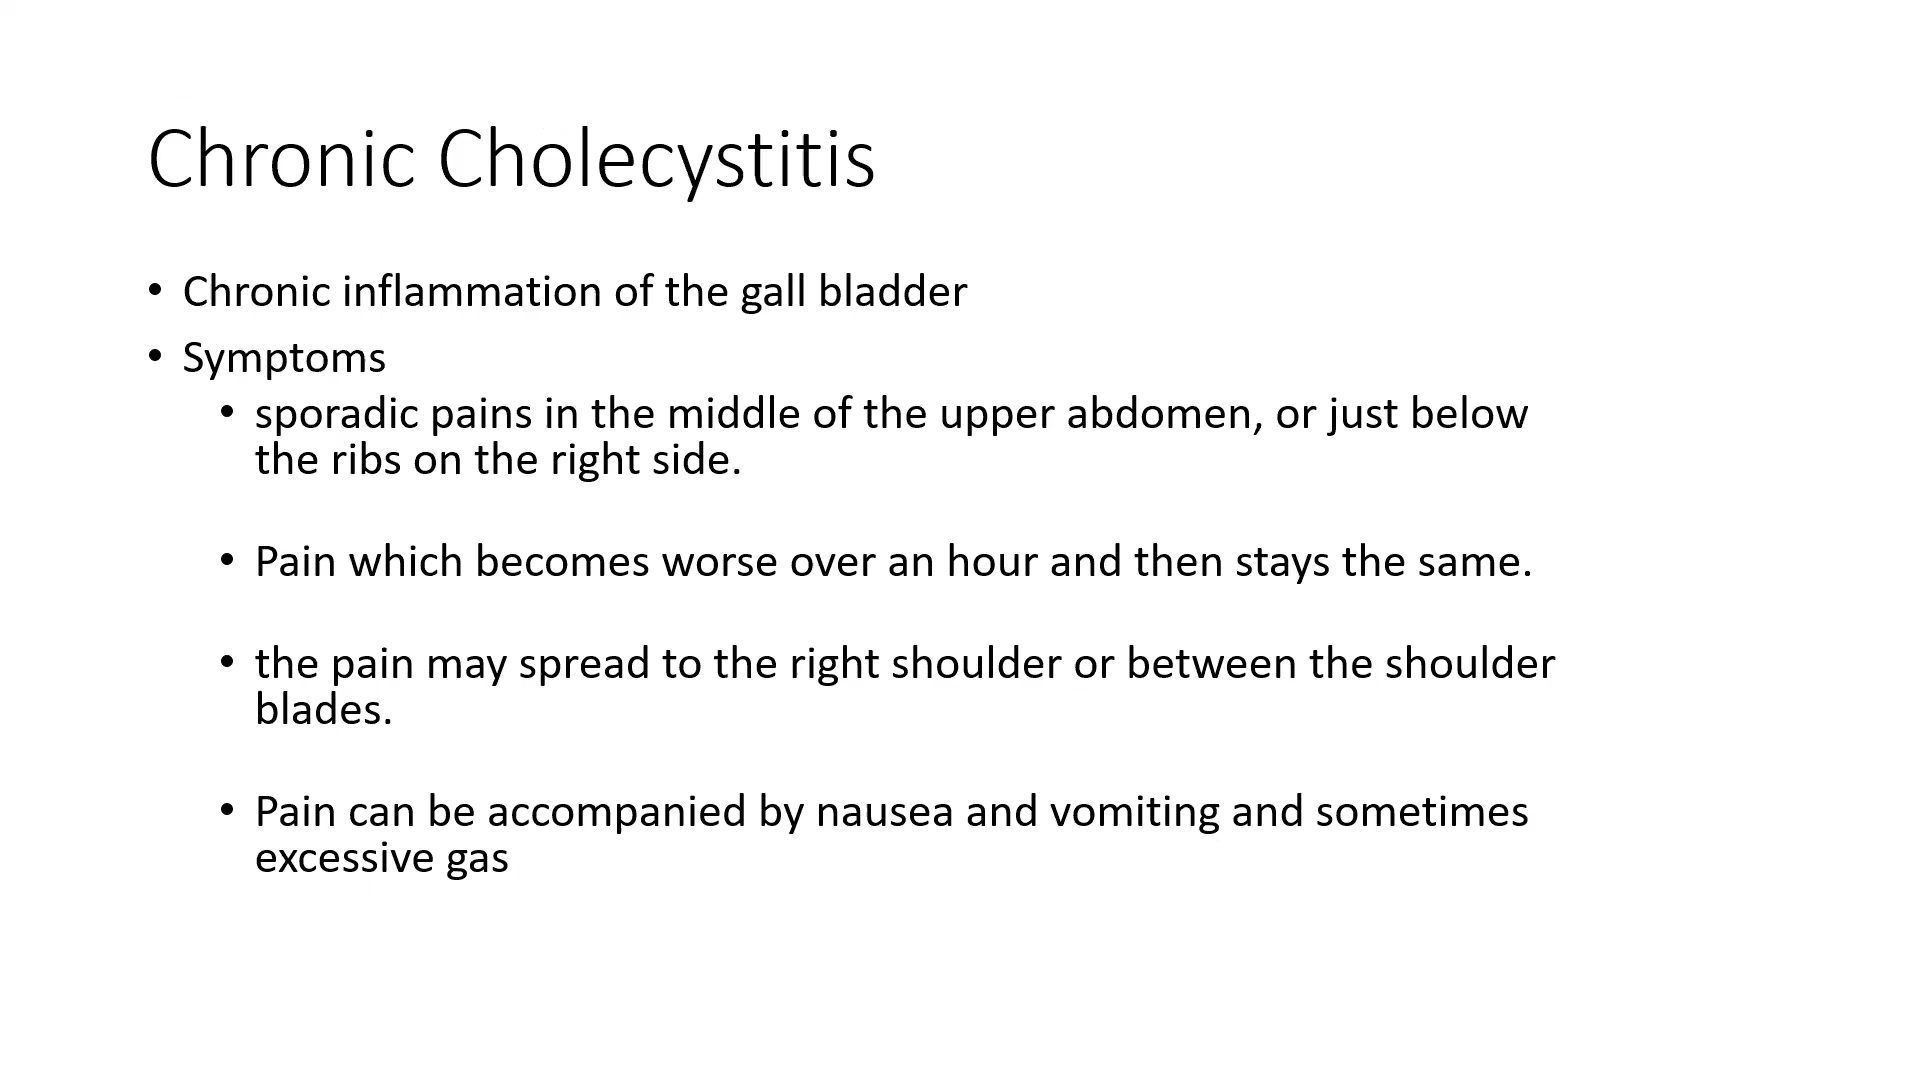 Chronic Cholecystitis
• Chronic inflammation of the gall bladder
• Symptoms
• sporadic pains in the middle of the upper abdomen, or just below
the ribs on the right side.
• Pain which becomes worse over an hour and then stays the same.
• the pain may spread to the right shoulder or between the shoulder
blades.
• Pain can be accompanied by nausea and vomiting and sometimes
excessive gas